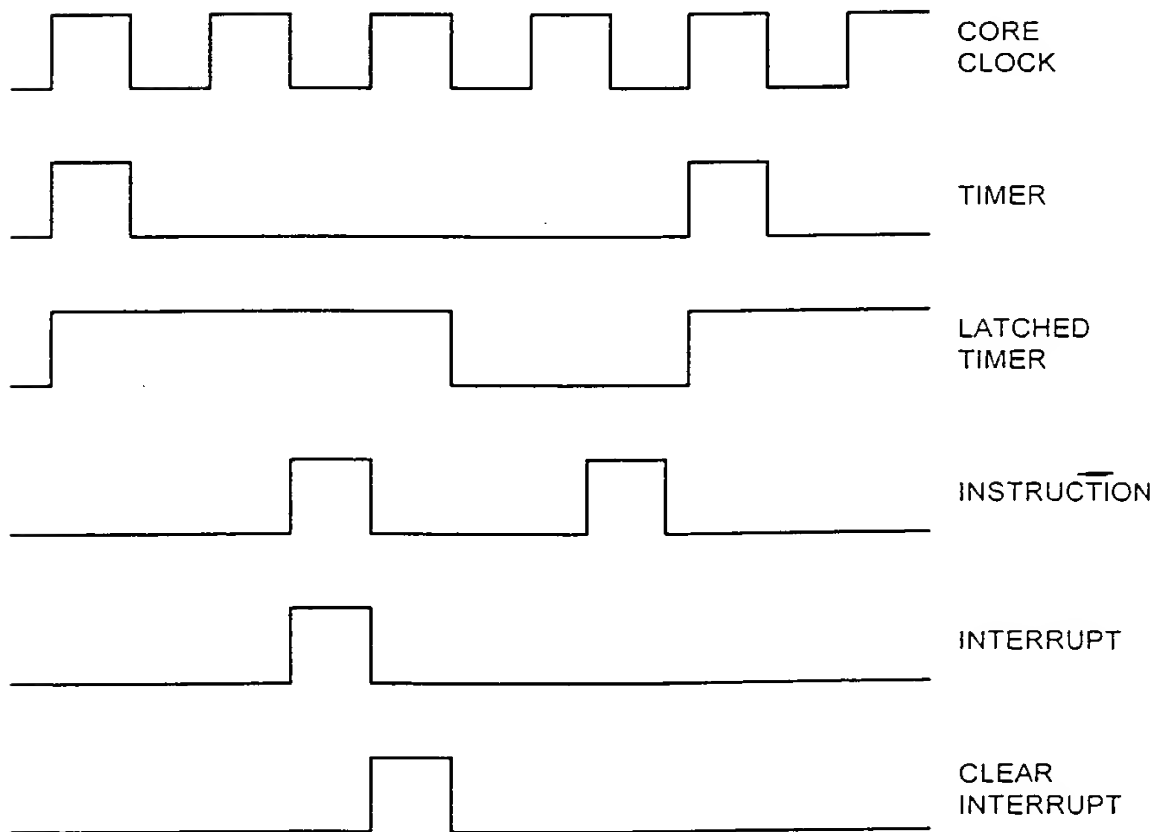 CORE
CLOCK
TIMER
LATCHED
TIMER
INSTRUCTION
INTERRUPT
CLEAR
INTERRUPT